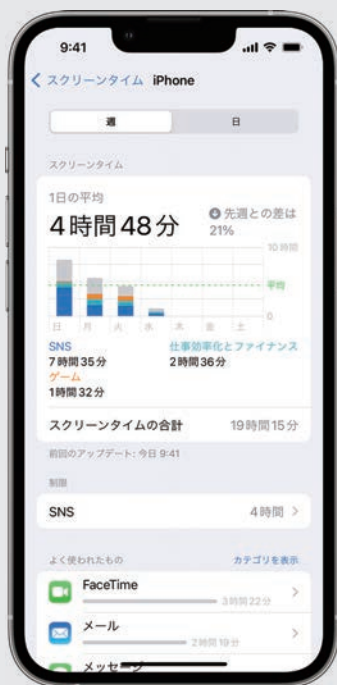 9:41
スクリーンタイム iPhone
週 日
スクリーンタイム
1日の平均
4時間48分
先週との差は
21%
10時間
平均
0
日 月 火 水 木 金 土
SNS 仕事効率化とファイナンス
7時間35分 2時間36分
ゲーム
1時間32分
スクリーンタイムの合計 19時間15分
前回のアップデート: 今日 9:41
制限
SNS 4時間
よく使われたもの カテゴリを表示
FaceTime
3時間22分
メール
2時間19分
メッセージ